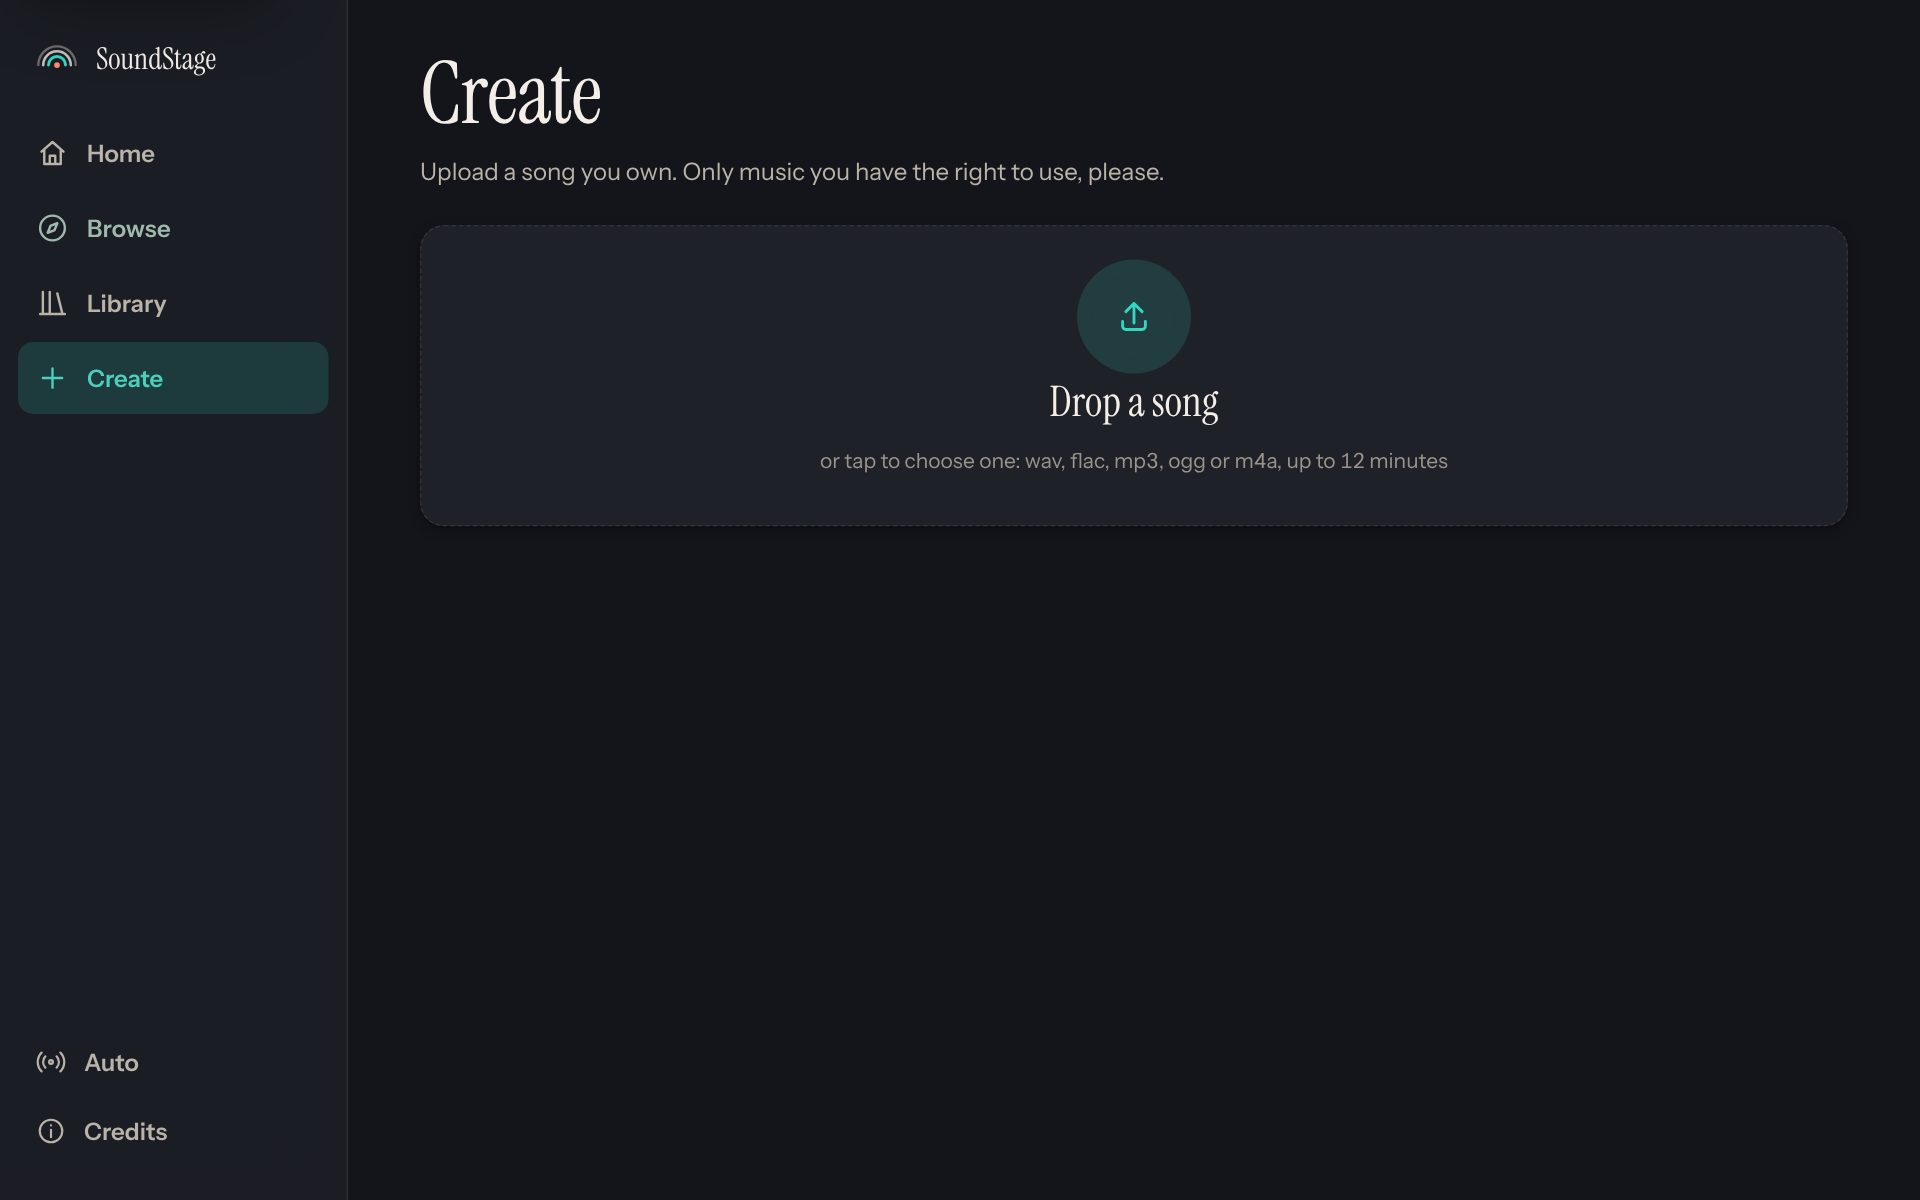 SoundStage
Home
Browse
Library
Create
Auto
Credits
Create
Upload a song you own. Only music you have the right to use, please.
Drop a song
or tap to choose one: wav, flac, mp3, ogg or m4a, up to 12 minutes